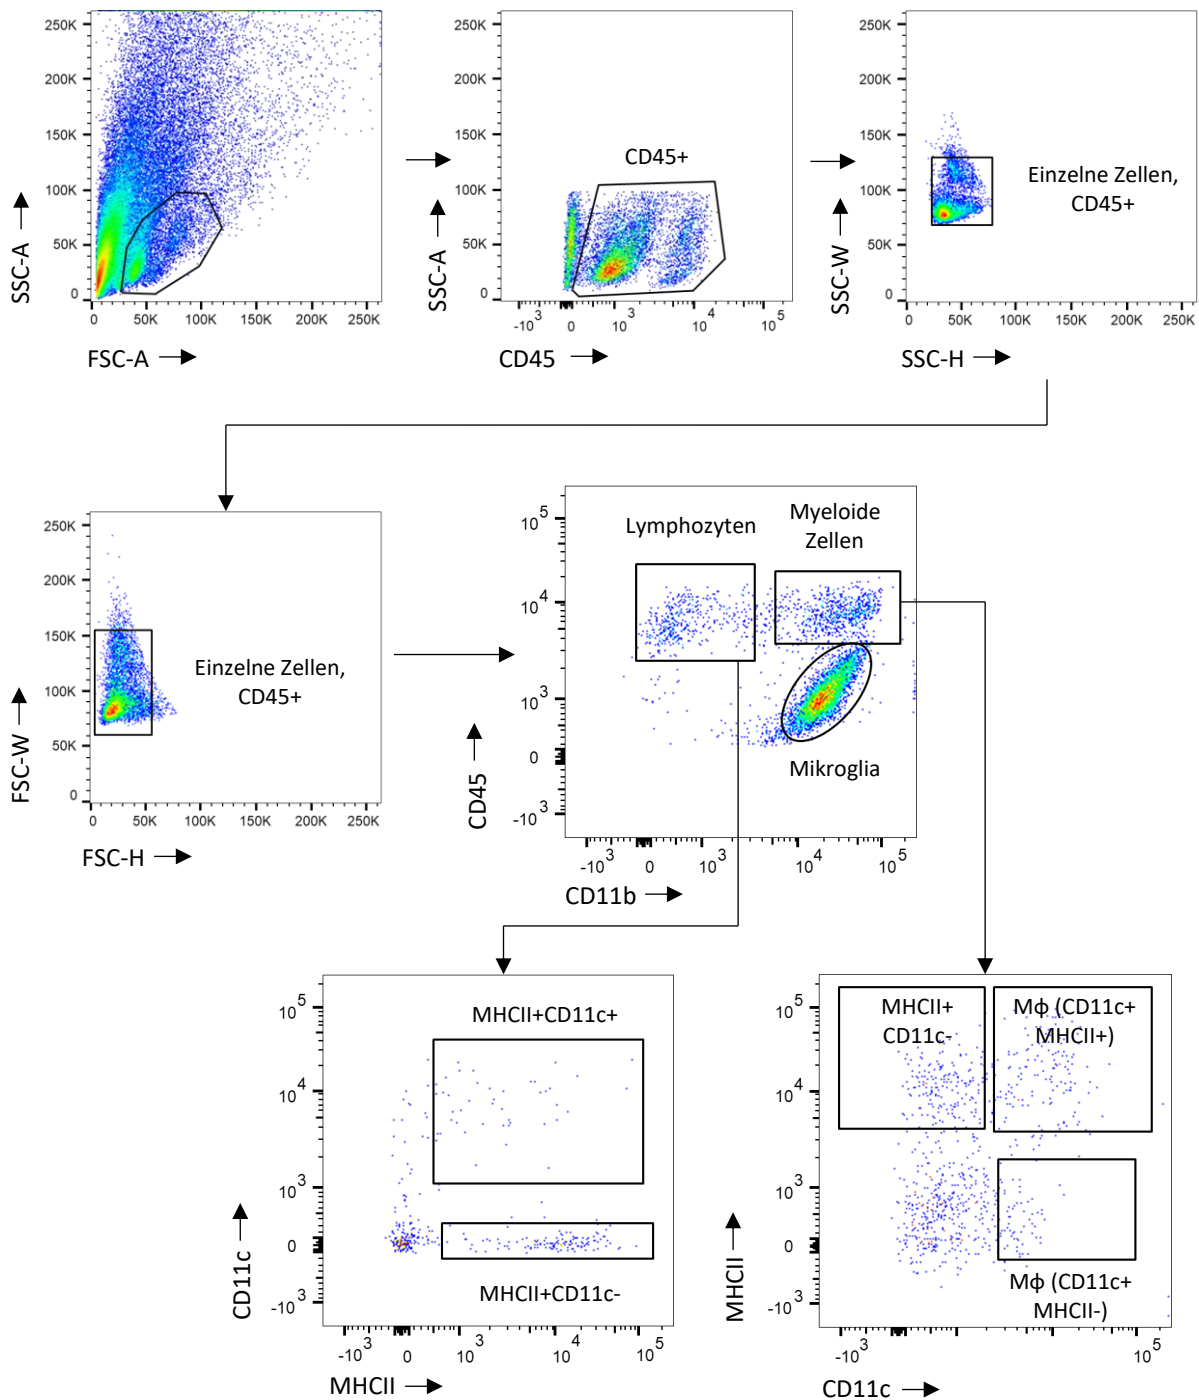 250K
200K
150K
100K
50K
0
SSC-A
0 50K 100K 150K 200K 250K
FSC-A
250K
200K
150K
100K
50K
0
SSC-A
CD45+
-10 3 0 10 3 10 4 10 5
CD45
250K
200K
150K
100K
50K
0
SSC-W
Einzelne Zellen,
CD45+
0 50K 100K 150K 200K 250K
SSC-H
250K
200K
150K
100K
50K
0
FSC-W
Einzelne Zellen,
CD45+
0 50K 100K 150K 200K 250K
FSC-H
10 5
10 4
10 3
0
-10 3
CD45
Lymphozyten
Myeloide
Zellen
Mikroglia
-10 3 0 10 3 10 4 10 5
CD11b
10 5
10 4
10 3
0
-10 3
CD11c
MHCII+CD11c+
MHCII+CD11c-
-10 3 0 10 3 10 4 10 5
MHCII
10 5
10 4
10 3
0
-10 3
MHCII
MHCII+
CD11c-
Mϕ (CD11c+
MHCII+)
Mϕ (CD11c+
MHCII-)
-10 3 10 5
CD11c